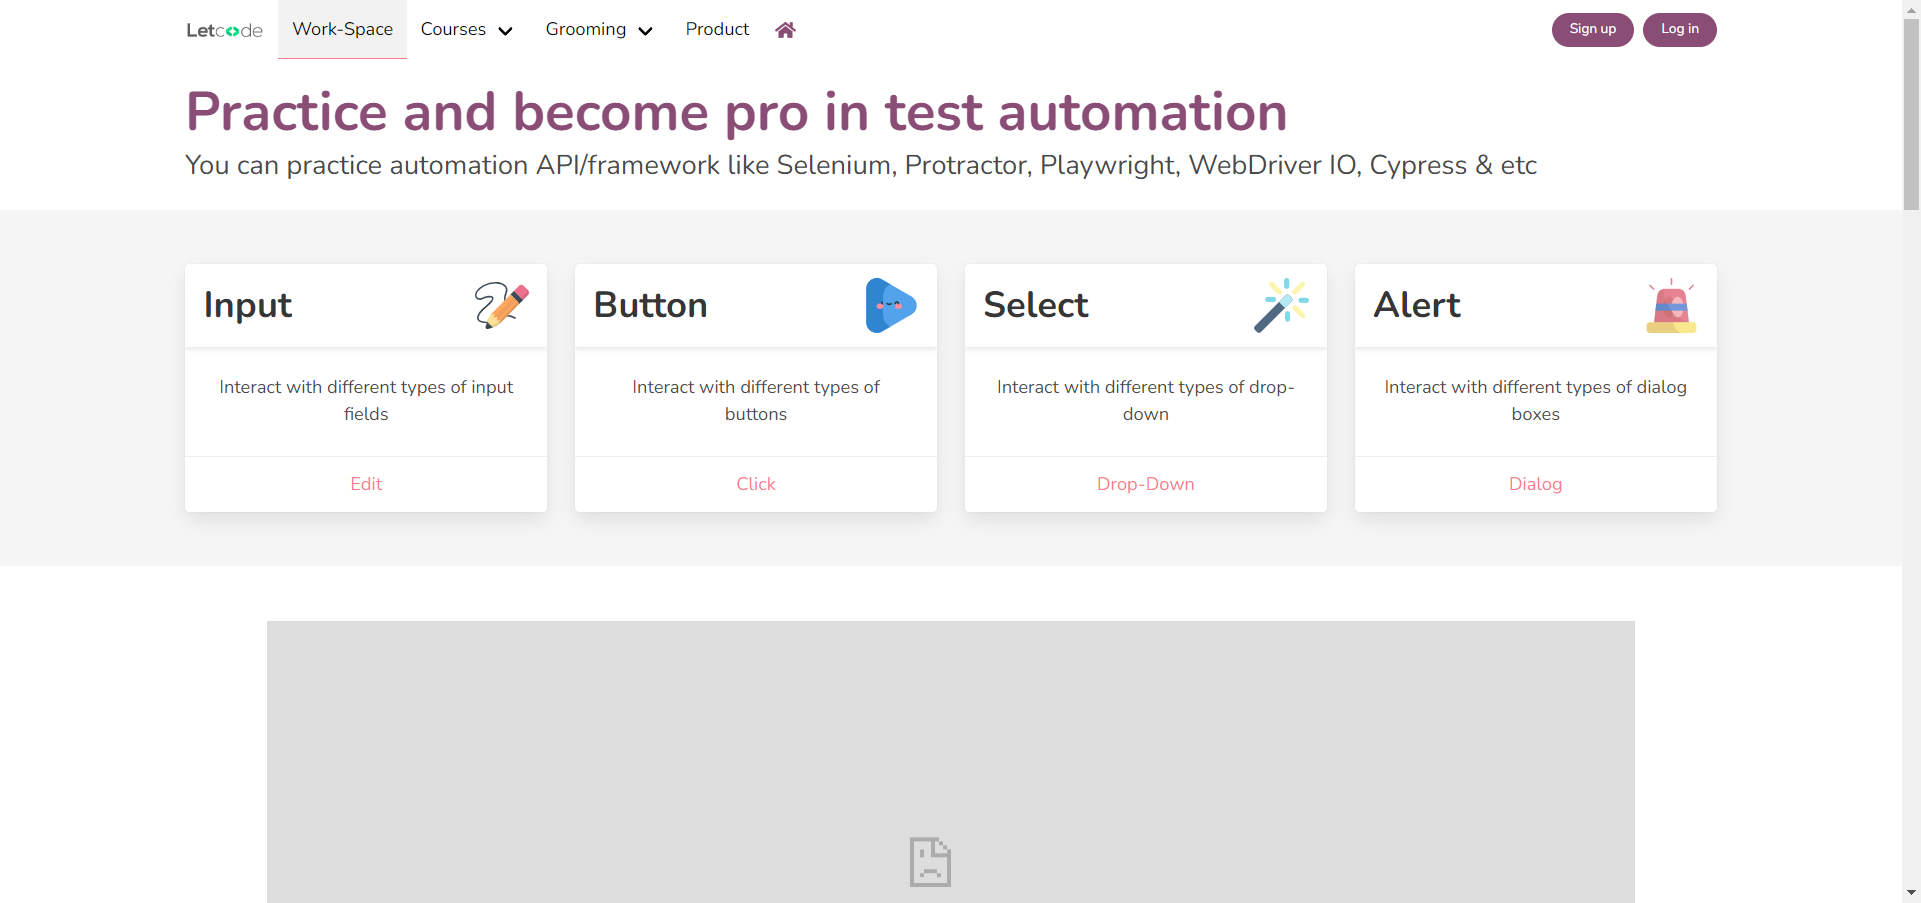 Letcode Work-Space Courses Grooming Product Sign up Log in
Practice and become pro in test automation
You can practice automation API/framework like Selenium, Protractor, Playwright, WebDriver IO, Cypress & etc
Input
Interact with different types of input
fields
Edit
Button
Interact with different types of
buttons
Click
Select
Interact with different types of drop-
down
Drop-Down
Alert
Interact with different types of dialog
boxes
Dialog